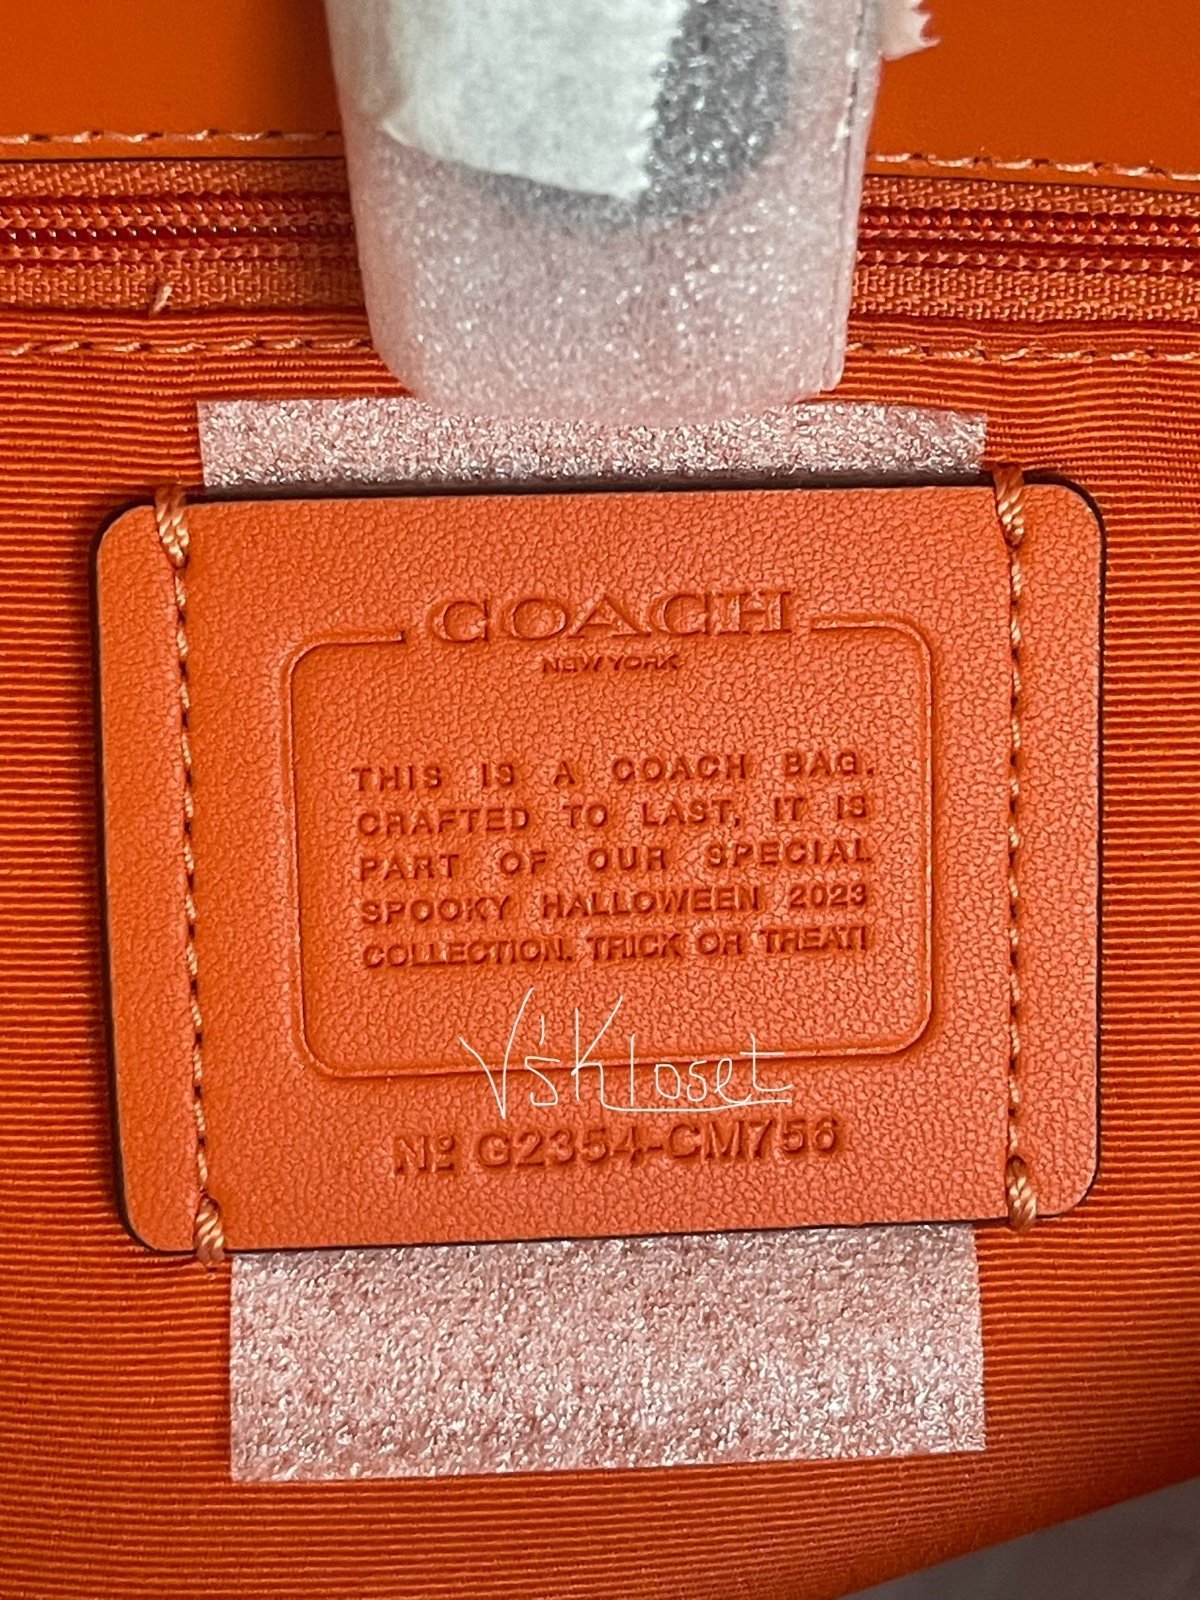 COACH
NEW YORK
THIS IS A COACH BAG.
CRAFTED TO LAST, IT IS
PART OF OUR SPECIAL
SPOOKY HALLOWEEN 2023
COLLECTION. TRICK OR TREAT!
V'sKloset
Nº G2354-CM756